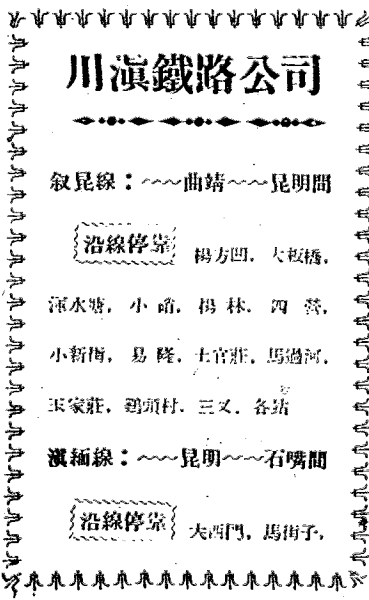 川滇鐵路公司
叙昆線：~~~曲靖~~~昆明間
沿線停靠 楊方凹，大板橋，
渾水塘，小哨，楊林，四營，
小新街，易隆，土官莊，馬過河，
王家莊，鷄頭村，三叉，各站
滇緬線：~~~昆明~~~石嘴間
沿線停靠 大西門，馬街子，